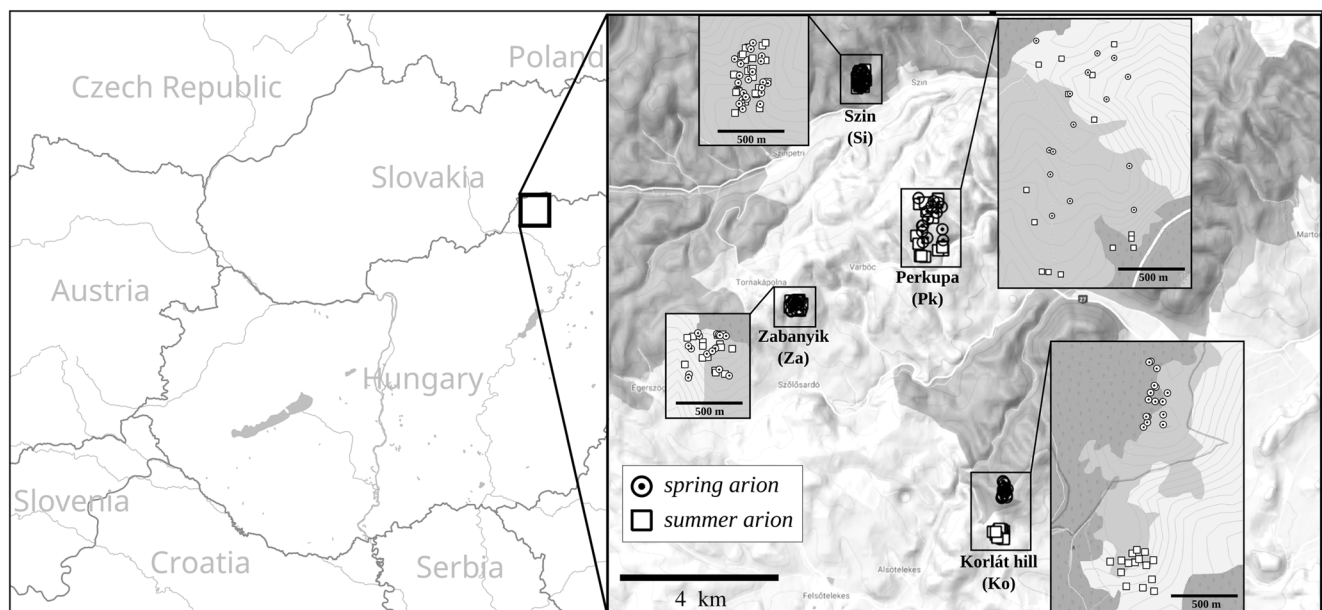 Czech Republic
Poland
Slovakia
Austria
Hungary
Slovenia
Croatia
Serbia
500 m
Szin
(Si)
Szin
Szinpetri
500 m
Perkupa
(Pk)
Varbóc
Tornakápolna
Zabanyik
(Za)
27
Égerszög
Szőlősardó
500 m
spring arion
summer arion
Korlát hill
(Ko)
Alsótelekes
Felsőtelekes
4 km
500 m